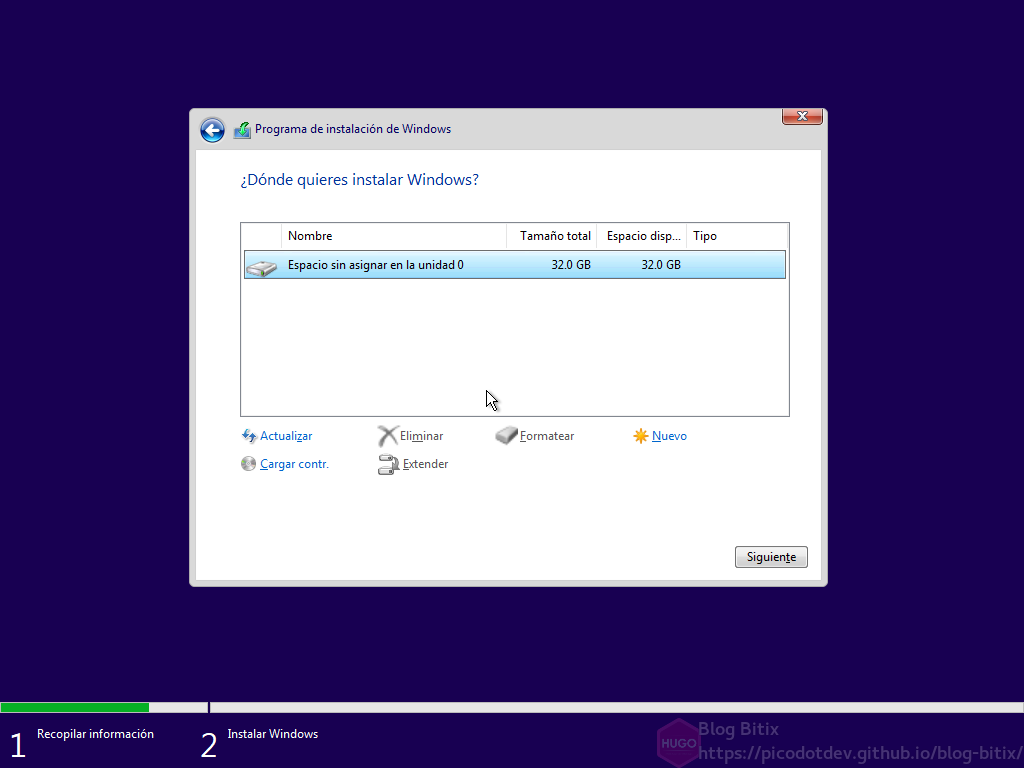 Programa de instalación de Windows
¿Dónde quieres instalar Windows?
Nombre Tamaño total Espacio disp... Tipo
Espacio sin asignar en la unidad 0 32.0 GB 32.0 GB
Actualizar Eliminar Formatear Nuevo
Cargar contr. Extender
Siguiente
1 Recopilar información 2 Instalar Windows
HUGO
Blog Bitix
https://picodotdev.github.io/blog-bitix/